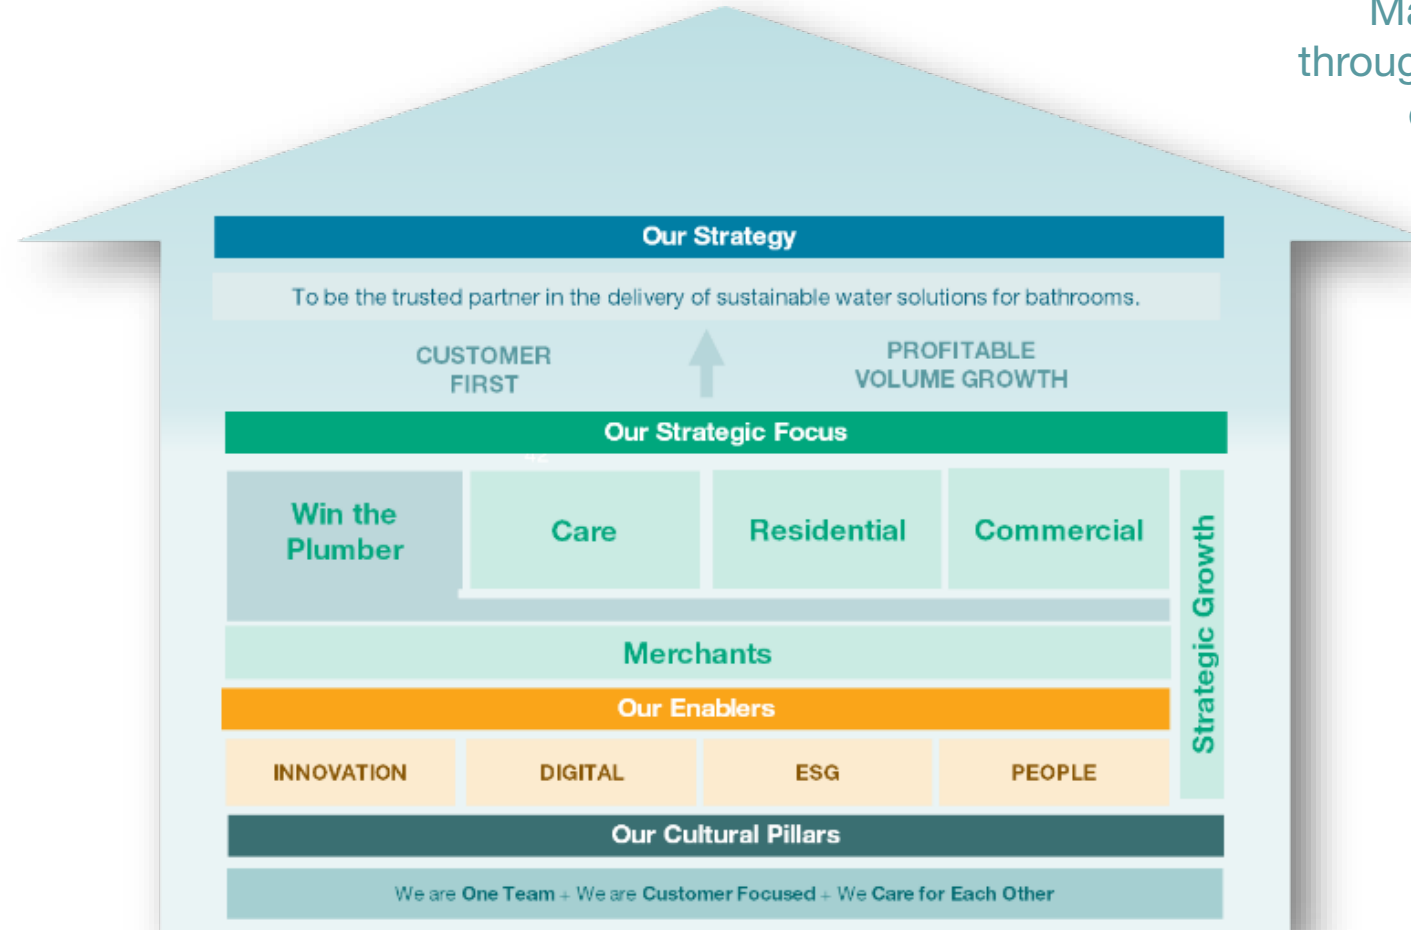 Ma
throug
Our Strategy
To be the trusted partner in the delivery of sustainable water solutions for bathrooms.
CUSTOMER
FIRST
PROFITABLE
VOLUME GROWTH
Our Strategic Focus
Win the
Plumber
Care
Residential
Commercial
Strategic Growth
Merchants
Our Enablers
INNOVATION
DIGITAL
ESG
PEOPLE
Our Cultural Pillars
We are One Team + We are Customer Focused + We Care for Each Other